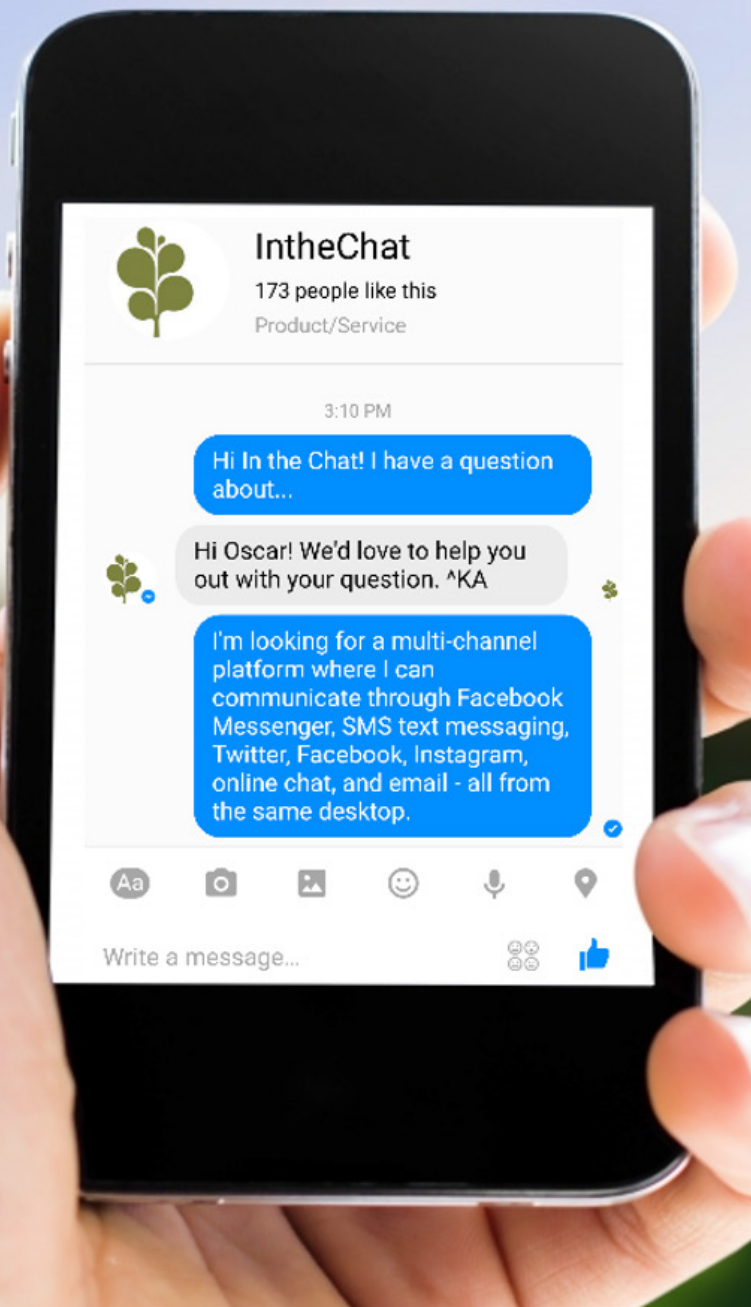 IntheChat
173 people like this
Product/Service
3:10 PM
Hi In the Chat! I have a question
about...
Hi Oscar! We'd love to help you
out with your question. ^KA
I'm looking for a multi-channel
platform where I can
communicate through Facebook
Messenger, SMS text messaging,
Twitter, Facebook, Instagram,
online chat, and email - all from
the same desktop.
Aa
Write a message...